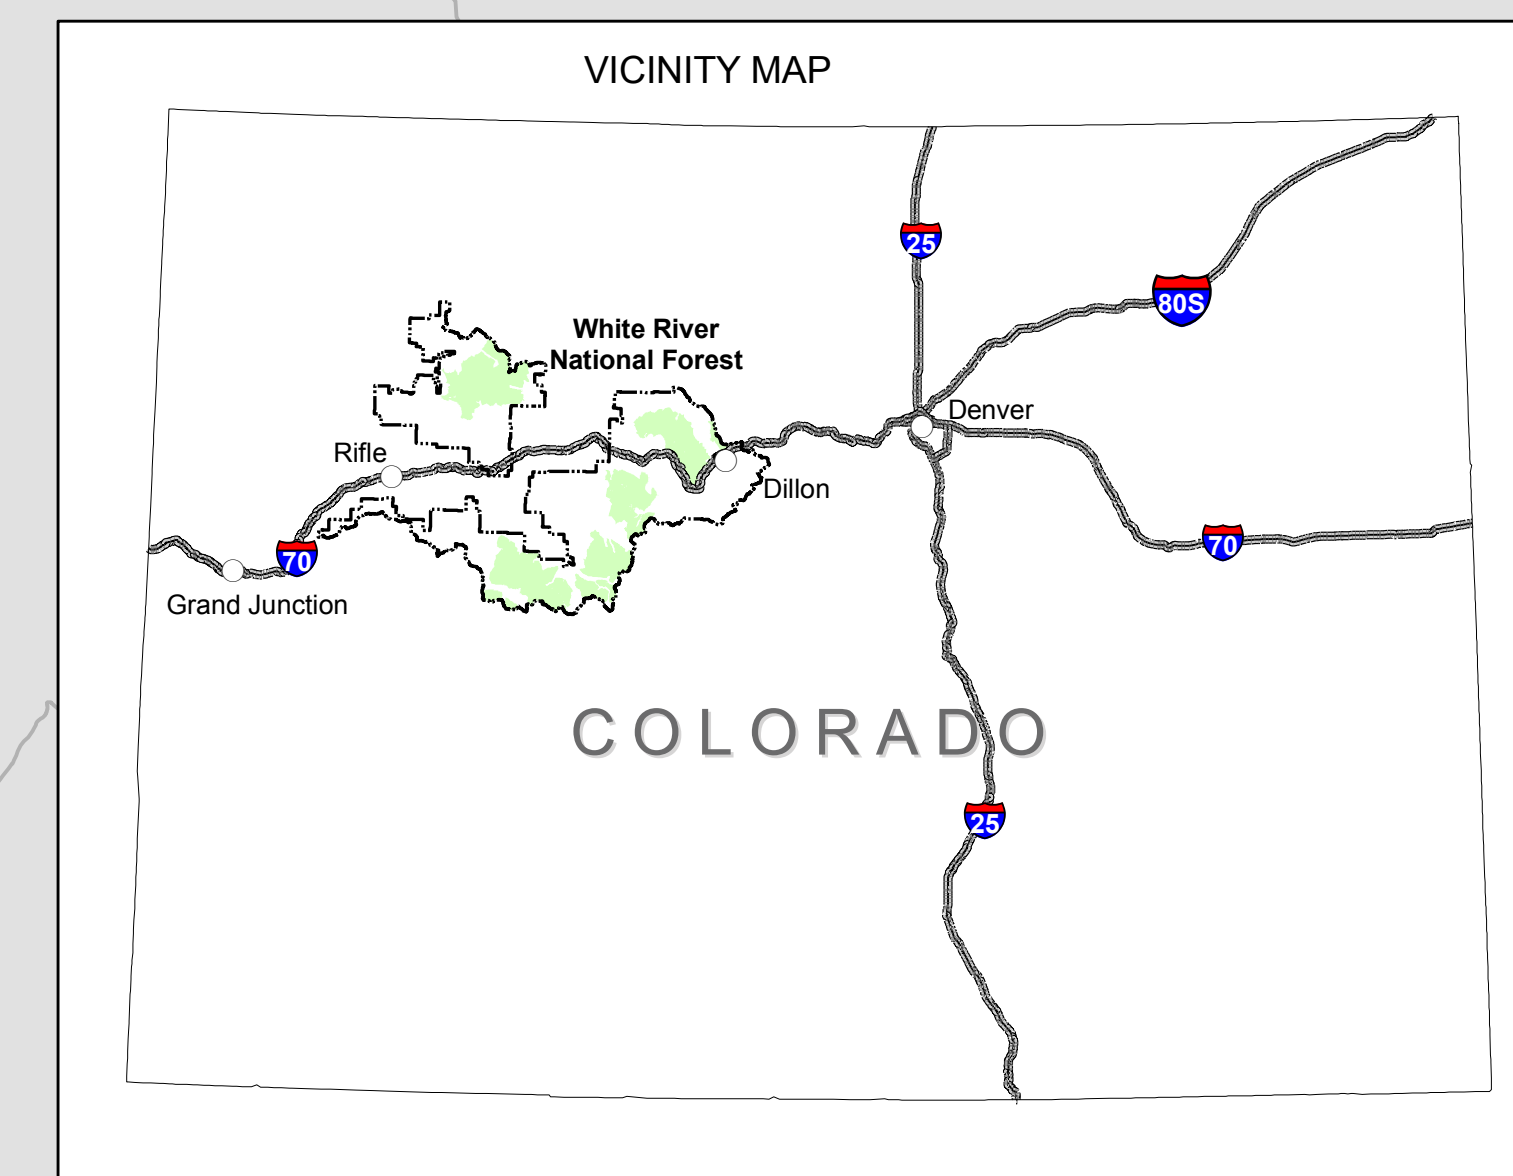 VICINITY MAP
25
80S
White River
National Forest
Denver
Rifle
Dillon
70
70
Grand Junction
COLORADO
25